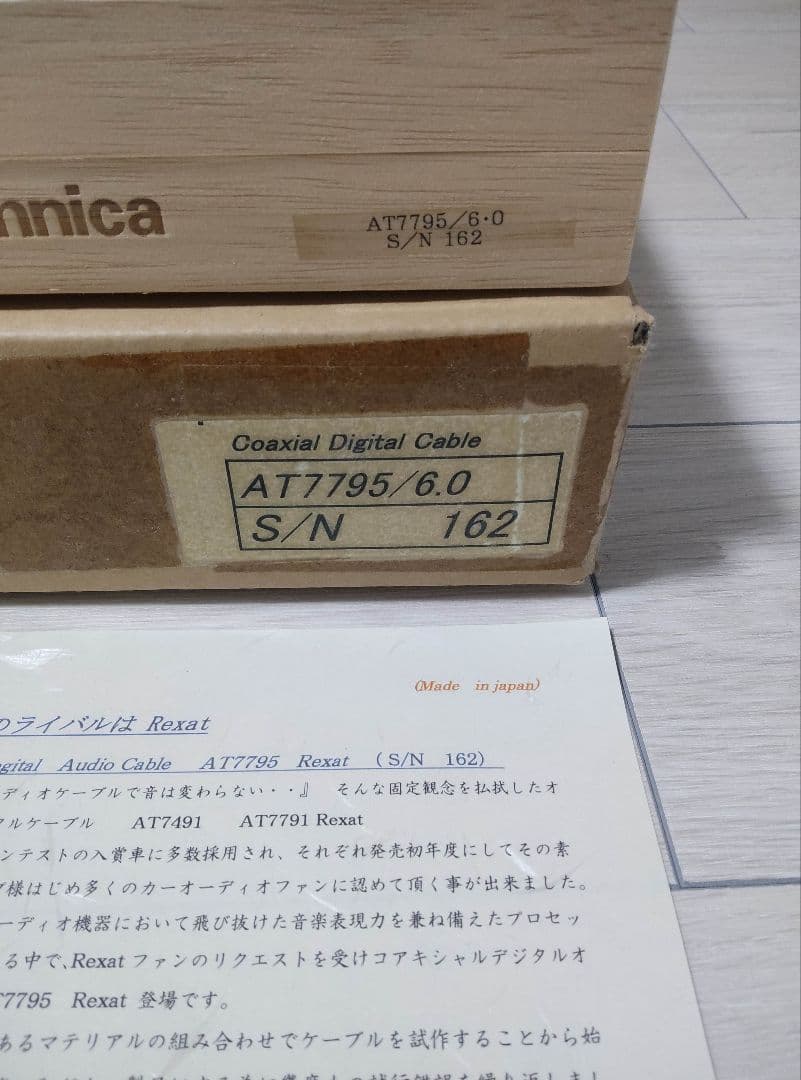 nnica
AT7795/6.0
S/N 162
Coaxial Digital Cable
AT7795/6.0
S/N 162
(Made in japan)
のライバルは Rexat
gital Audio Cable AT7795 Rexat (S/N 162)
ディオケーブルで音は変わらない・・』 そんな固定観念を払拭したオ
タルケーブル AT7491 AT7791 Rexat
ンテストの入賞車に多数採用され、それぞれ発売初年度にしてその素
様はじめ多くのカーオーディオファンに認めて頂く事が出来ました。
ーディオ機器において飛び抜けた音楽表現力を兼ね備えたプロセッ
る中で、Rexat ファンのリクエストを受けコアキシャルデジタルオ
T7795 Rexat 登場です。
あるマテリアルの組み合わせでケーブルを試作することから始